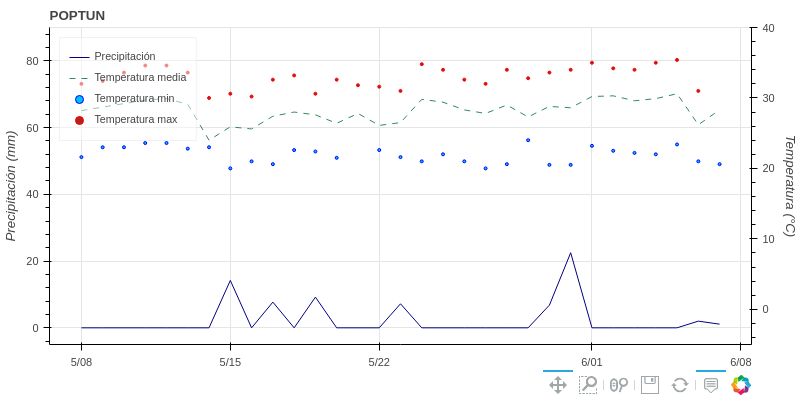 POPTUN
Precipitación
Temperatura media
Temperatura min
Temperatura max
Precipitación (mm)
80
60
40
20
0
Temperatura (°C)
40
30
20
10
0
5/08
5/15
5/22
6/01
6/08